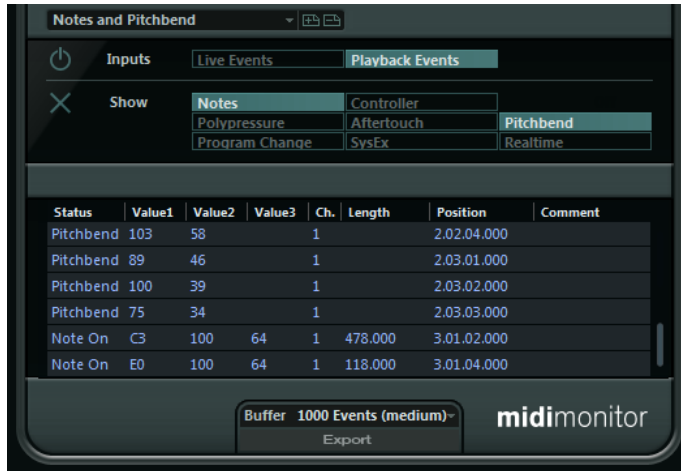 Notes and Pitchbend
Inputs Live Events Playback Events
Show Notes Controller
Polypressure Aftertouch Pitchbend
Program Change SysEx Realtime
Status Value1 Value2 Value3 Ch. Length Position Comment
Pitchbend 103 58 1 2.02.04.000
Pitchbend 89 46 1 2.03.01.000
Pitchbend 100 39 1 2.03.02.000
Pitchbend 75 34 1 2.03.03.000
Note On C3 100 64 1 478.000 3.01.02.000
Note On E0 100 64 1 118.000 3.01.04.000
Buffer 1000 Events (medium)
Export
midimonitor